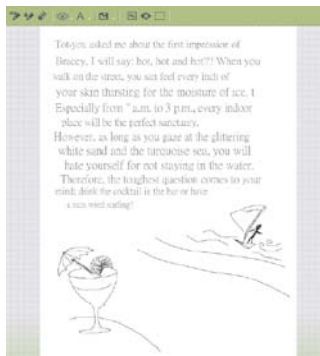 you asked me about the first impression of
I will say: hot, hot and hot?! When you
walk on the street, you can feel every inch of
your skin thirsting for the moisture of ice.
Especially from a.m. to 3 p.m., every indoor
place will be the perfect sanctuary.
However, as long as you gaze at the glittering
white sand and the turquoise sea, you will
hate yourself for not staying in the water.
Therefore, the toughest question comes to your
mind: drink the cocktail in the bar or have
a nice wind surfing?